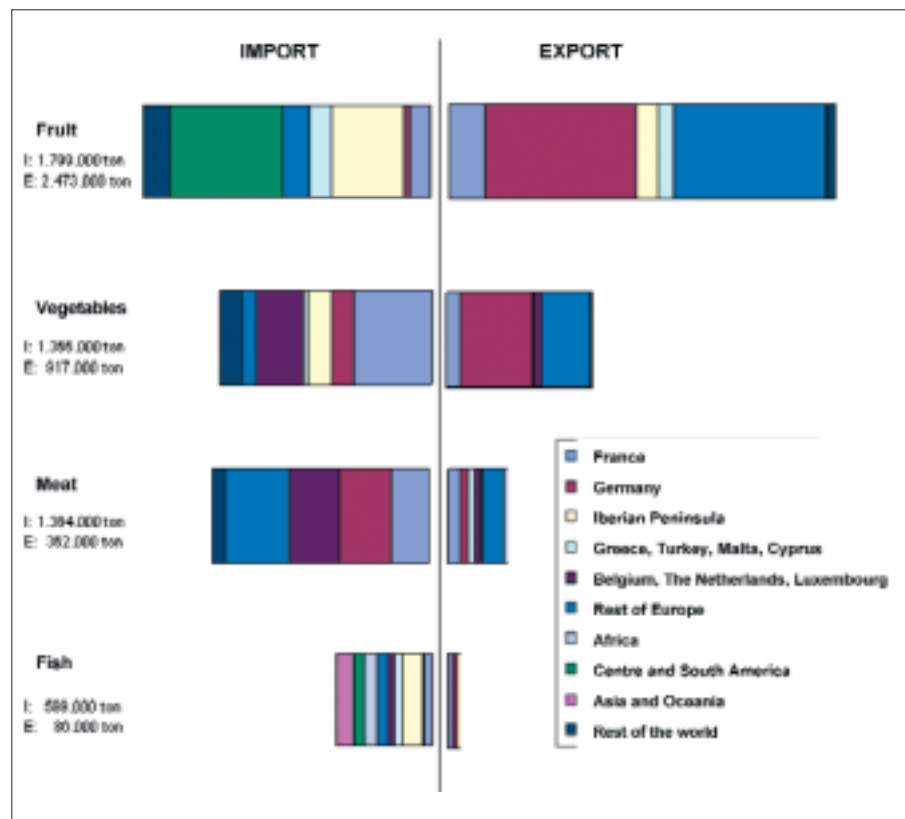 IMPORT
EXPORT
Fruit
I: 1.799.000 ton
E: 2.473.000 ton
Vegetables
I: 1.366.000 ton
E: 917.000 ton
Meat
I: 1.364.000 ton
E: 362.000 ton
Fish
I: 589.000 ton
E: 80.000 ton
France
Germany
Iberian Peninsula
Greece, Turkey, Malta, Cyprus
Belgium, The Netherlands, Luxembourg
Rest of Europe
Africa
Centre and South America
Asia and Oceania
Rest of the world